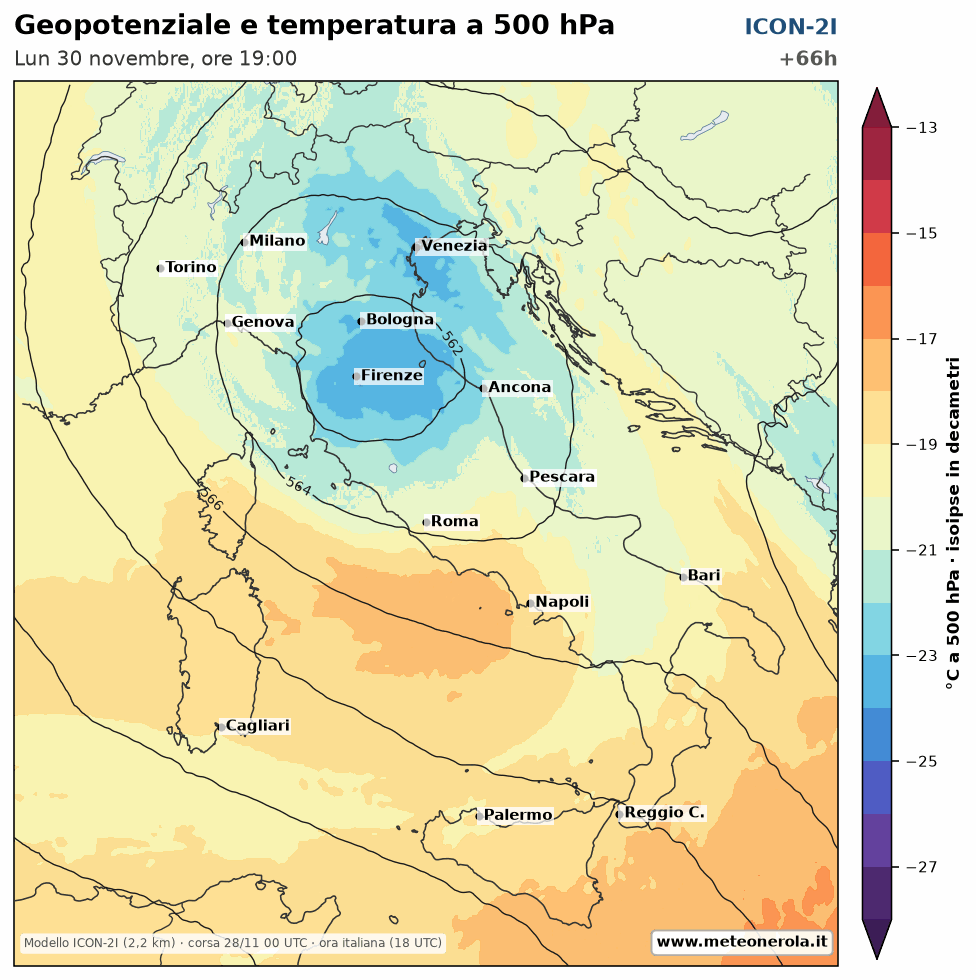 Geopotenziale e temperatura a 500 hPa
ICON-2I
Lun 30 novembre, ore 19:00
+66h
Milano
Venezia
Torino
Genova
Bologna
562
Firenze
Ancona
Pescara
564
566
Roma
Bari
Napoli
Cagliari
Palermo
Reggio C.
−13
−15
−17
−19
−21
−23
−25
−27
°C a 500 hPa · isoipse in decametri
Modello ICON-2I (2,2 km) · corsa 28/11 00 UTC · ora italiana (18 UTC)
www.meteonerola.it